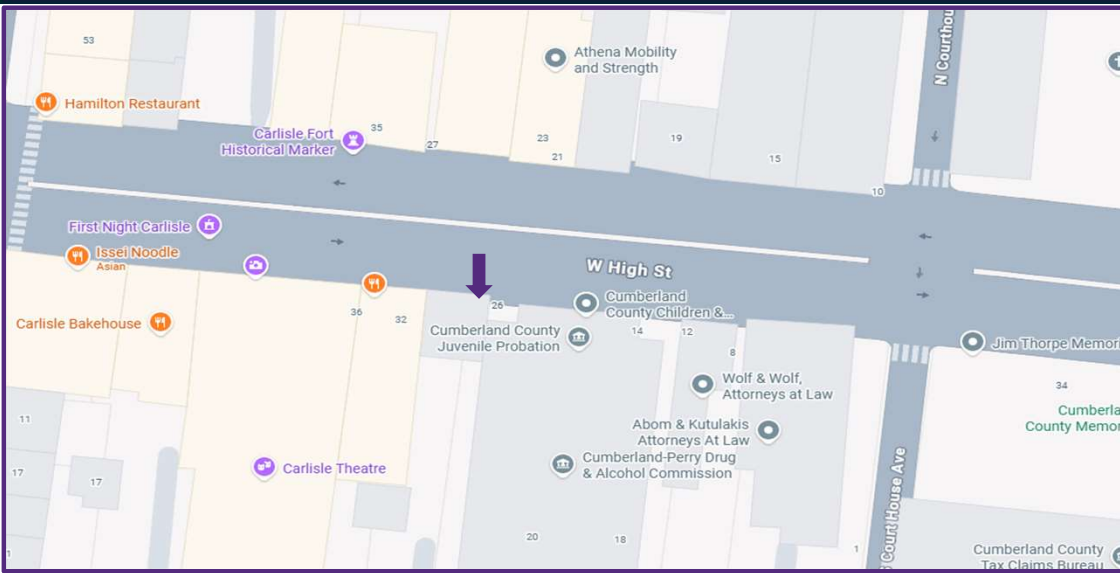 53
Hamilton Restaurant
Carlisle Fort
Historical Marker
35
27
Athena Mobility
and Strength
23
21
19
15
10
N Courthou
First Night Carlisle
Issei Noodle
Asian
Carlisle Bakehouse
W High St
36
32
26
Cumberland
County Children &...
Cumberland County
Juvenile Probation
14
12
8
Jim Thorpe Memori
Wolf & Wolf,
Attorneys at Law
34
Cumberla
County Memor
Abom & Kutulakis
Attorneys At Law
Cumberland-Perry Drug
& Alcohol Commission
11
17
17
Carlisle Theatre
20
18
1
Court House Ave
Cumberland County
Tax Claims Bureau